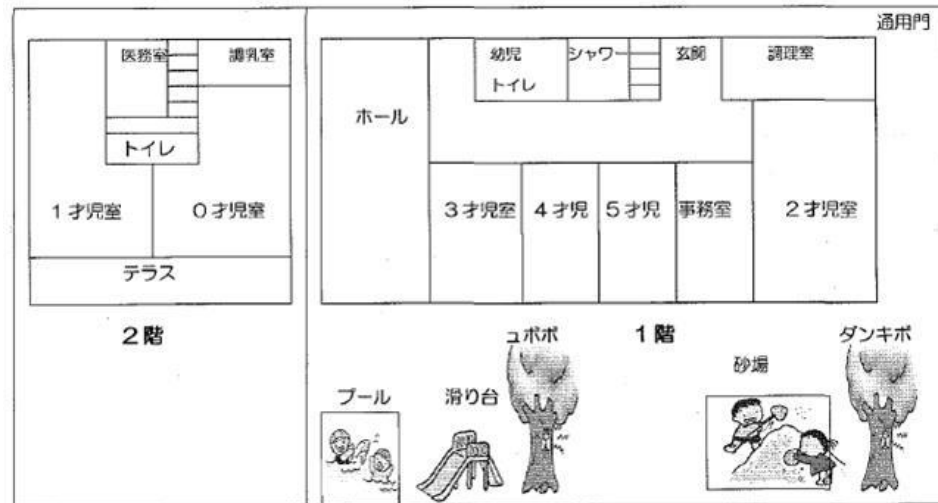 通用門
医務室
調乳室
トイレ
1才児室
0才児室
テラス
2階
幼児
トイレ
シャワー
玄関
調理室
ホール
3才児室
4才児
5才児
事務室
2才児室
1階
ュポポ
ダンキポ
砂場
プール
滑り台